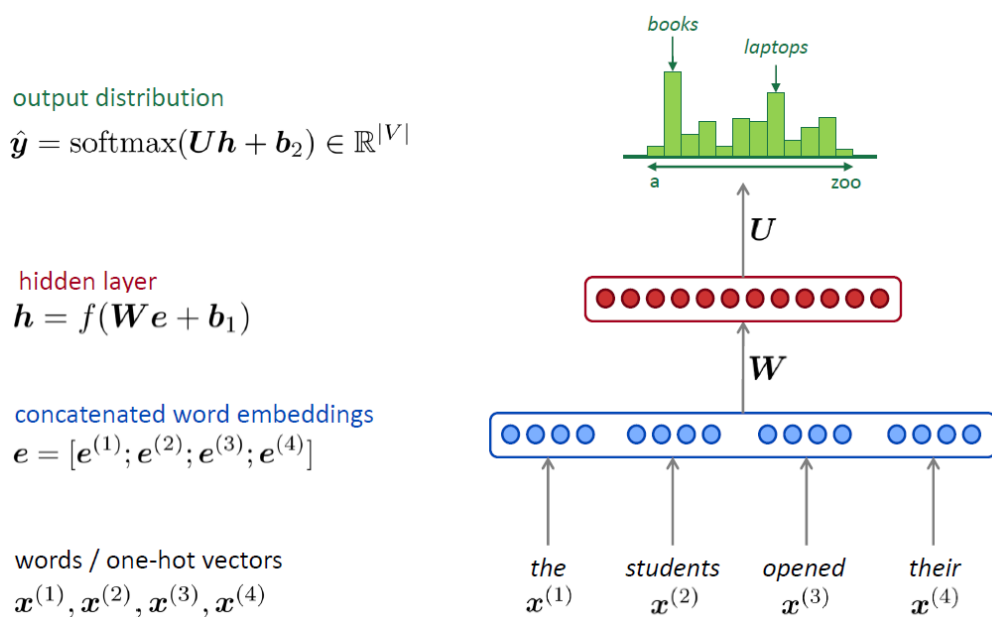 books
laptops
output distribution
ŷ = softmax(Uh + b₂) ∈ ℝ^|V|
a
zoo
U
hidden layer
h = f(We + b₁)
W
concatenated word embeddings
e = [e⁽¹⁾; e⁽²⁾; e⁽³⁾; e⁽⁴⁾]
words / one-hot vectors
x⁽¹⁾, x⁽²⁾, x⁽³⁾, x⁽⁴⁾
the students opened their
x⁽¹⁾ x⁽²⁾ x⁽³⁾ x⁽⁴⁾